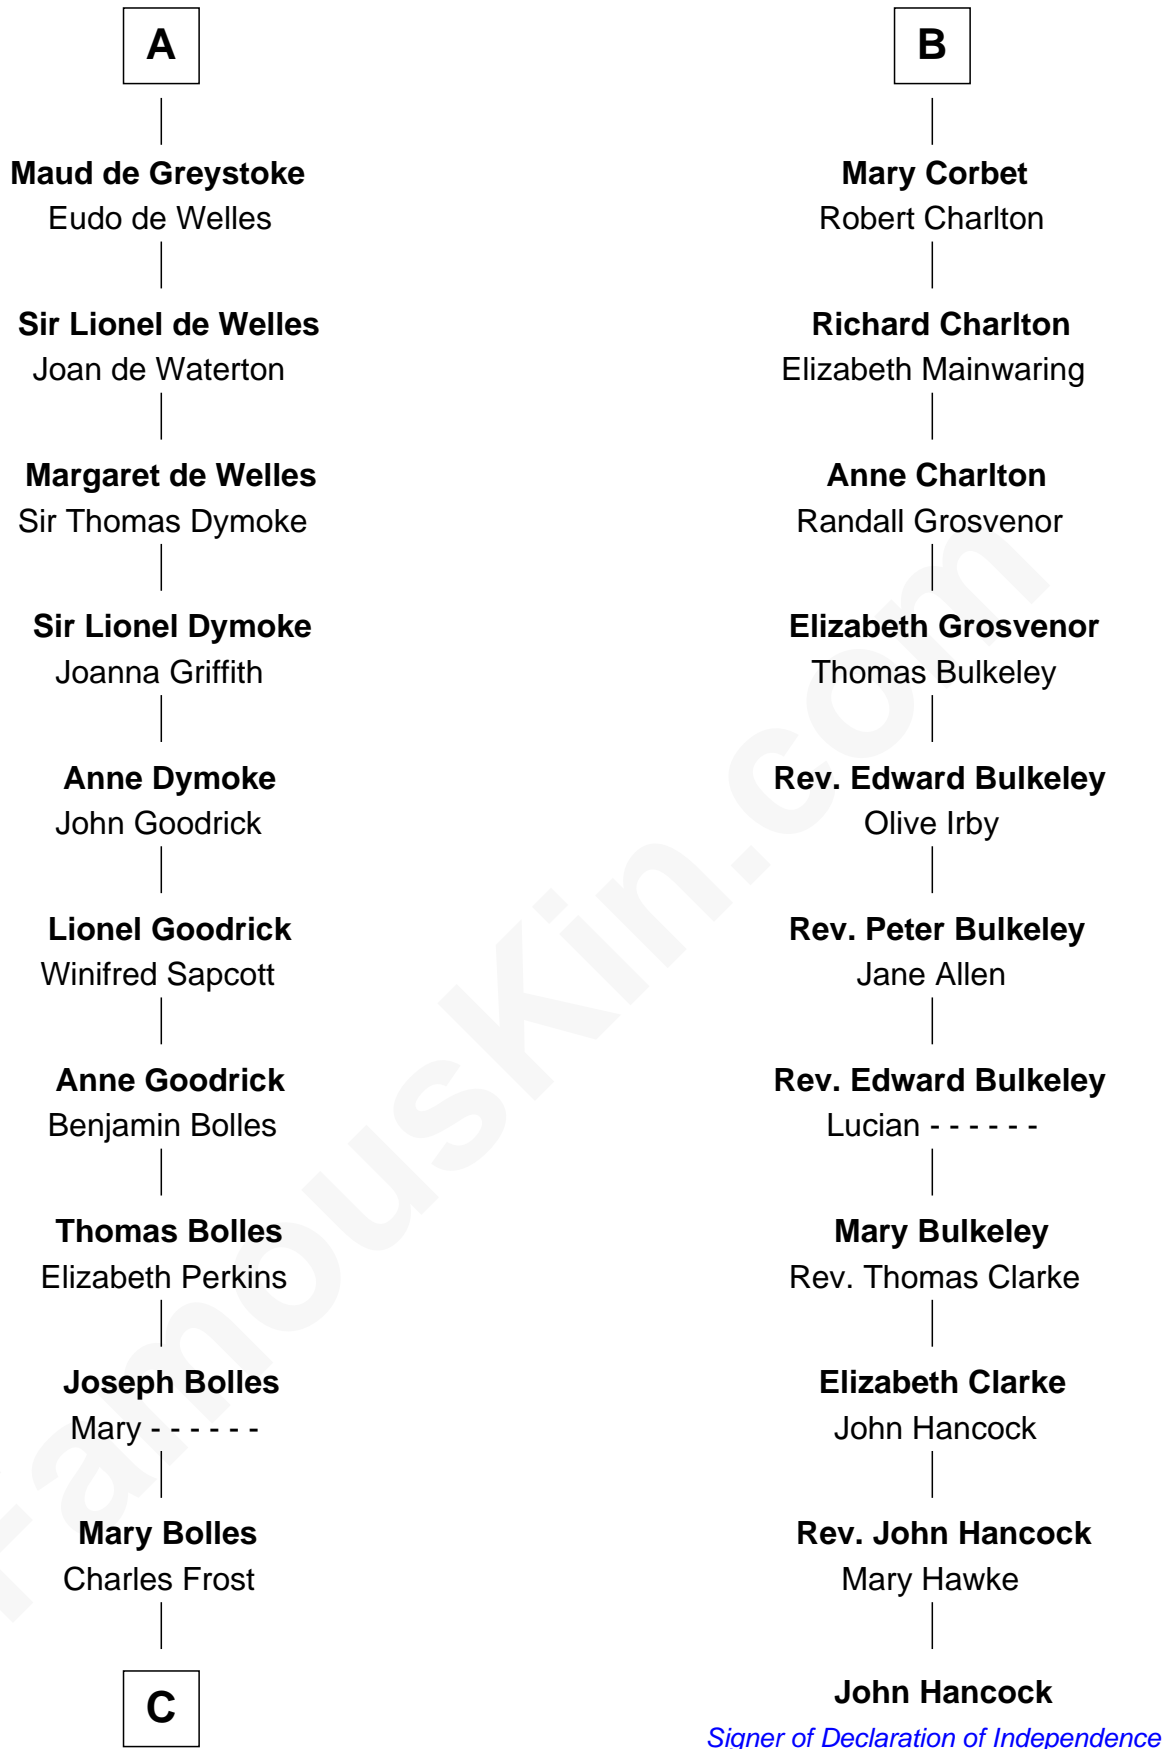 A
Maud de Greystoke
Eudo de Welles
Sir Lionel de Welles
Joan de Waterton
Margaret de Welles
Sir Thomas Dymoke
Sir Lionel Dymoke
Joanna Griffith
Anne Dymoke
John Goodrick
Lionel Goodrick
Winifred Sapcott
Anne Goodrick
Benjamin Bolles
Thomas Bolles
Elizabeth Perkins
Joseph Bolles
Mary - - - - - -
Mary Bolles
Charles Frost
C
B
Mary Corbet
Robert Charlton
Richard Charlton
Elizabeth Mainwaring
Anne Charlton
Randall Grosvenor
Elizabeth Grosvenor
Thomas Bulkeley
Rev. Edward Bulkeley
Olive Irby
Rev. Peter Bulkeley
Jane Allen
Rev. Edward Bulkeley
Lucian - - - - - -
Mary Bulkeley
Rev. Thomas Clarke
Elizabeth Clarke
John Hancock
Rev. John Hancock
Mary Hawke
John Hancock
Signer of Declaration of Independence
FamousKin.com